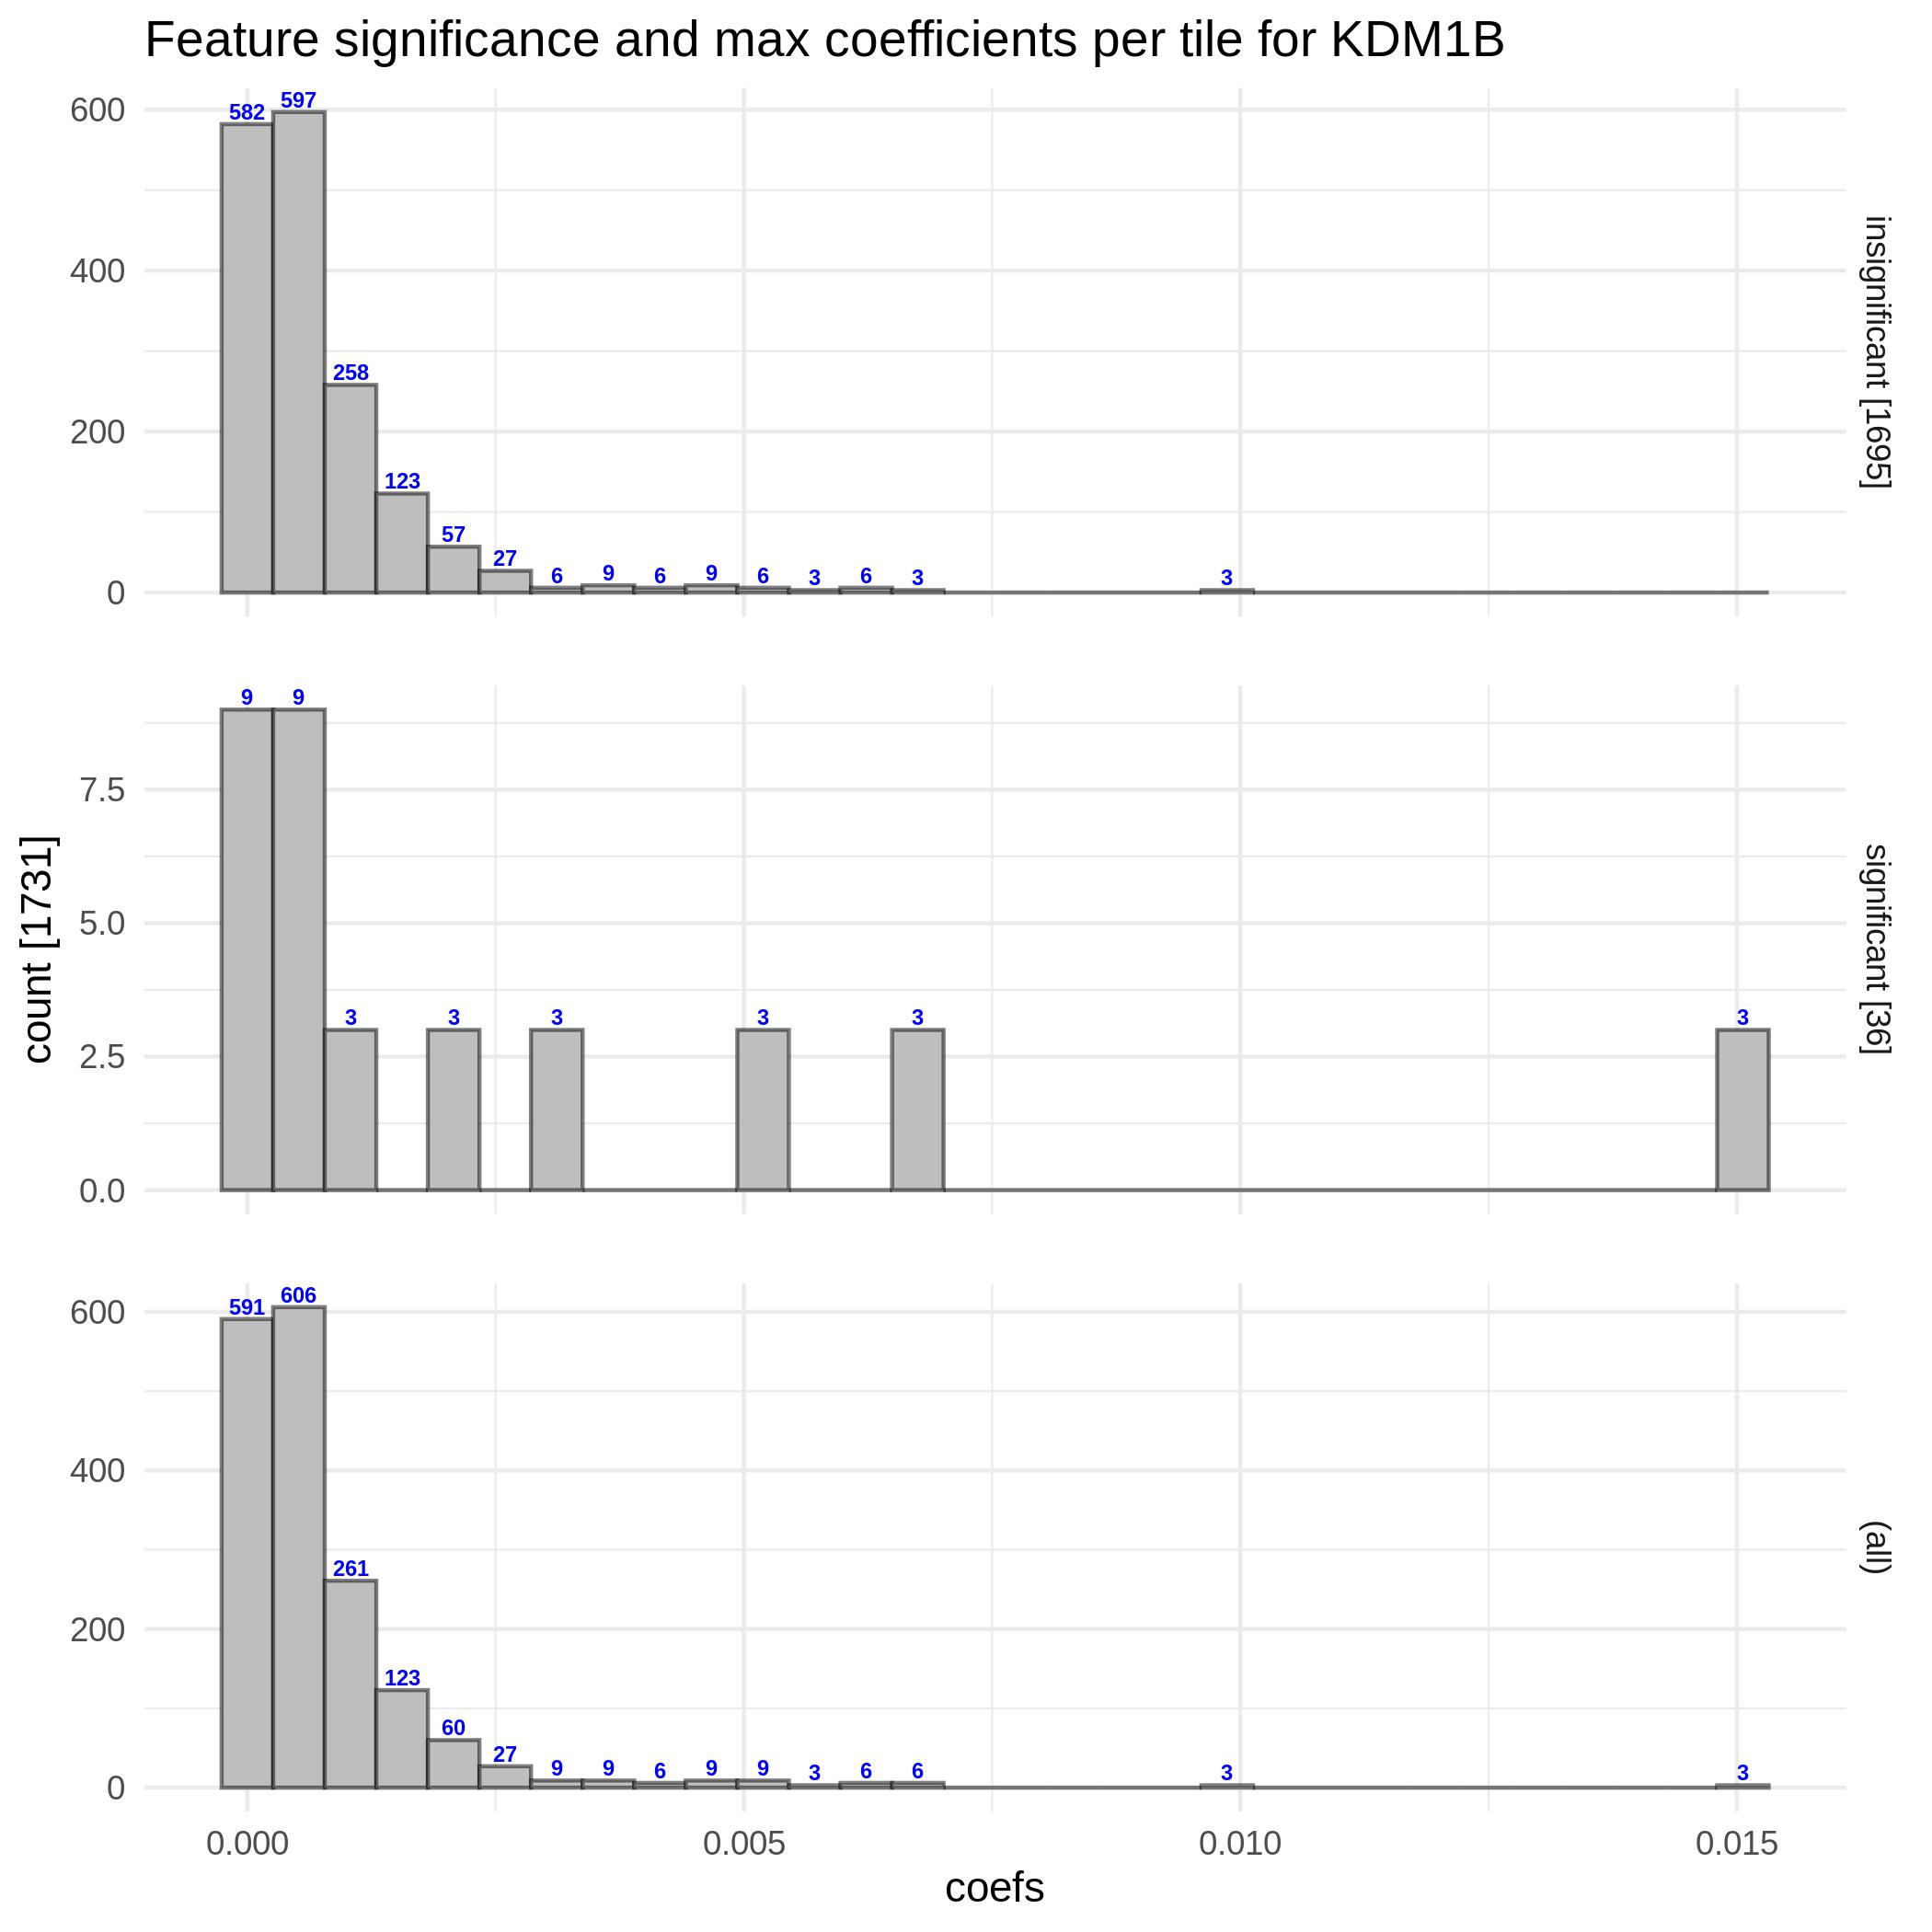 Feature significance and max coefficients per tile for KDM1B
582 597 258 123 57 27 6 9 6 9 6 3 6 3 3
600
400
200
0
insignificant [1695]
9 9 3 3 3 3 3 3
7.5
5.0
2.5
0.0
count [1731]
significant [36]
591 606 261 123 60 27 9 9 6 9 9 3 6 6 3 3
600
400
200
0
(all)
0.000 0.005 0.010 0.015
coefs